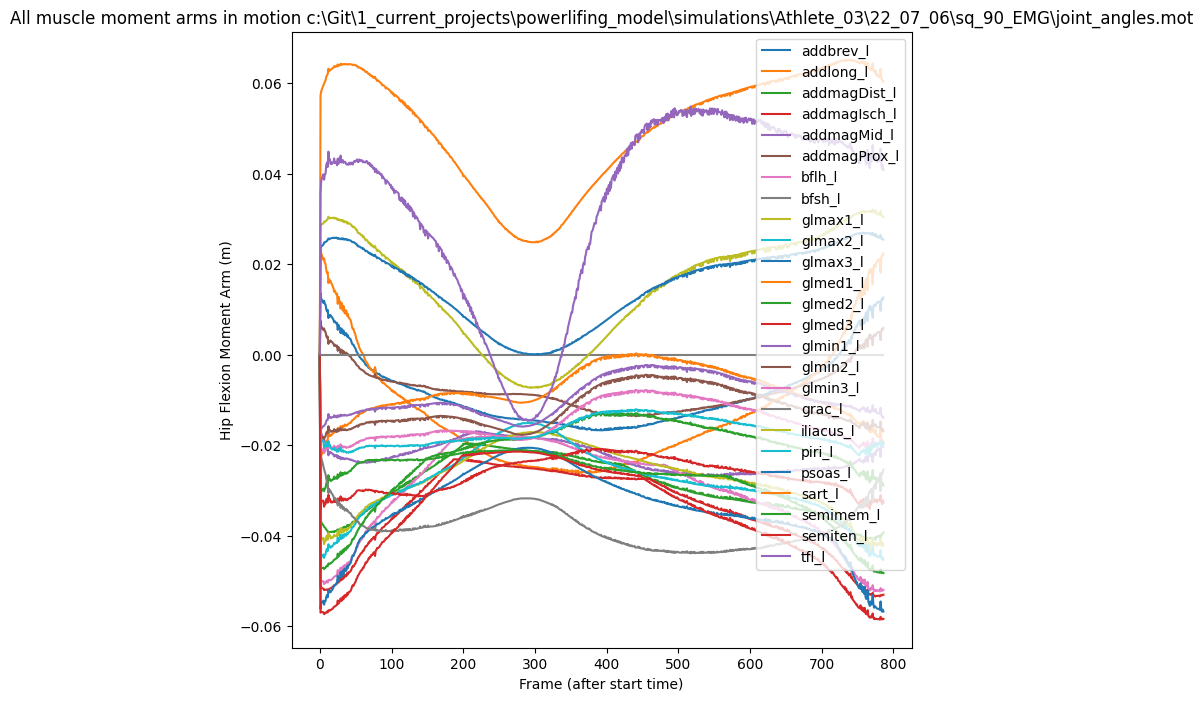 All muscle moment arms in motion c:\Git\1_current_projects\powerlifing_model\simulations\Athlete_03\22_07_06\sq_90_EMG\joint_angles.mot
Hip Flexion Moment Arm (m)
0.06
0.04
0.02
0.00
−0.02
−0.04
−0.06
addbrev_l
addlong_l
addmagDist_l
addmagIsch_l
addmagMid_l
addmagProx_l
bflh_l
bfsh_l
glmax1_l
glmax2_l
glmax3_l
glmed1_l
glmed2_l
glmed3_l
glmin1_l
glmin2_l
glmin3_l
grac_l
iliacus_l
piri_l
psoas_l
sart_l
semimem_l
semiten_l
tfl_l
0 100 200 300 400 500 600 700 800
Frame (after start time)